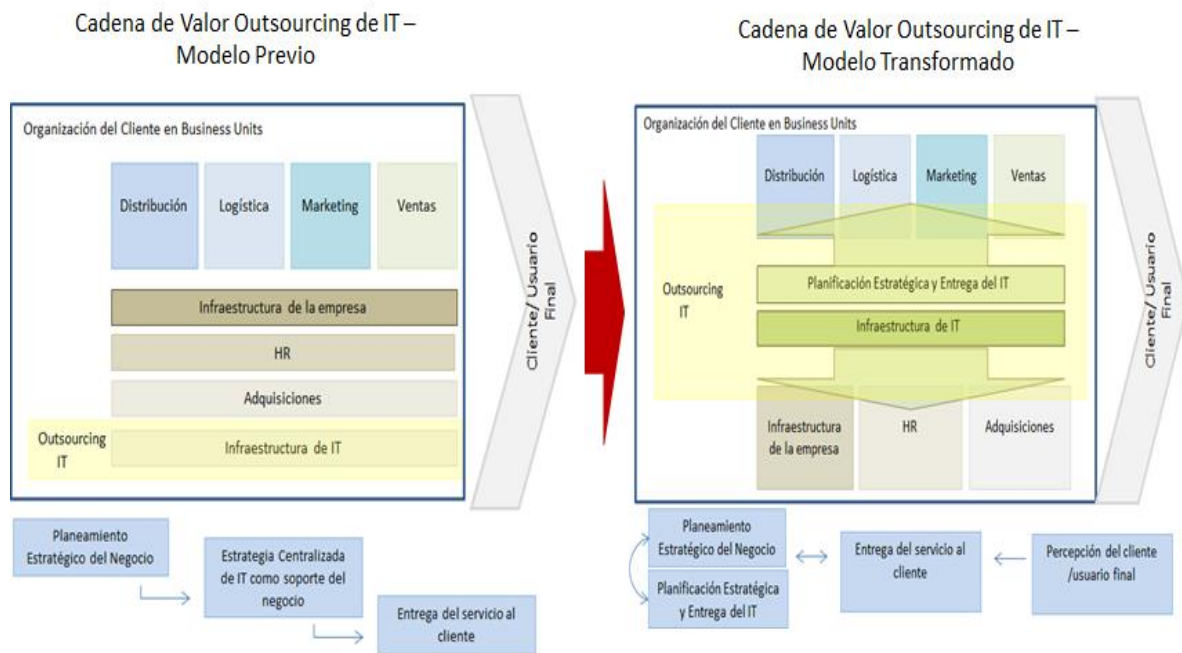 Cadena de Valor Outsourcing de IT –
Modelo Previo
Organización del Cliente en Business Units
Distribución
Logística
Marketing
Ventas
Infraestructura de la empresa
HR
Adquisiciones
Outsourcing
IT
Infraestructura de IT
Cliente/ Usuario
Final
Planeamiento
Estratégico del Negocio
Estrategia Centralizada
de IT como soporte del
negocio
Entrega del servicio al
cliente
Cadena de Valor Outsourcing de IT –
Modelo Transformado
Organización del Cliente en Business Units
Distribución
Logística
Marketing
Ventas
Outsourcing
IT
Planificación Estratégica y Entrega del IT
Infraestructura de IT
Infraestructura
de la empresa
HR
Adquisiciones
Cliente/ Usuario
Final
Planeamiento
Estratégico del Negocio
Planificación Estratégica
y Entrega del IT
Entrega del servicio al
cliente
Percepción del cliente
/usuario final